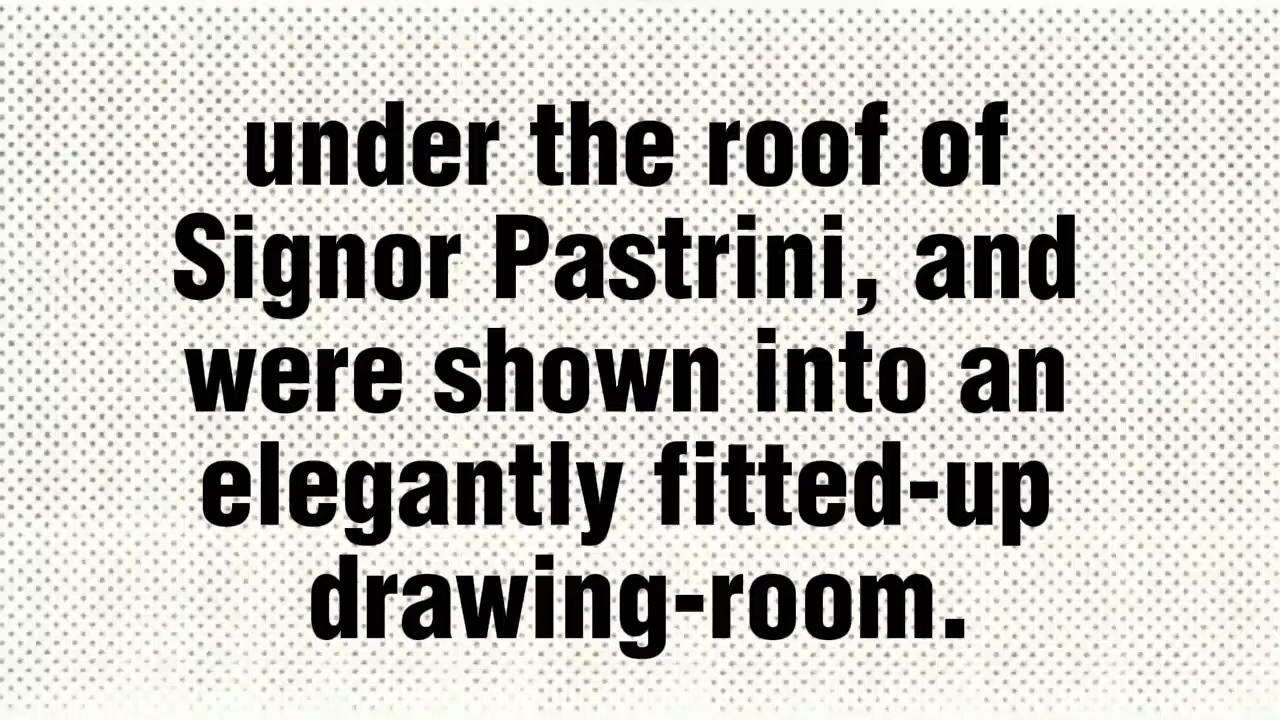 under the roof of
Signor Pastrini, and
were shown into an
elegantly fitted-up
drawing-room.